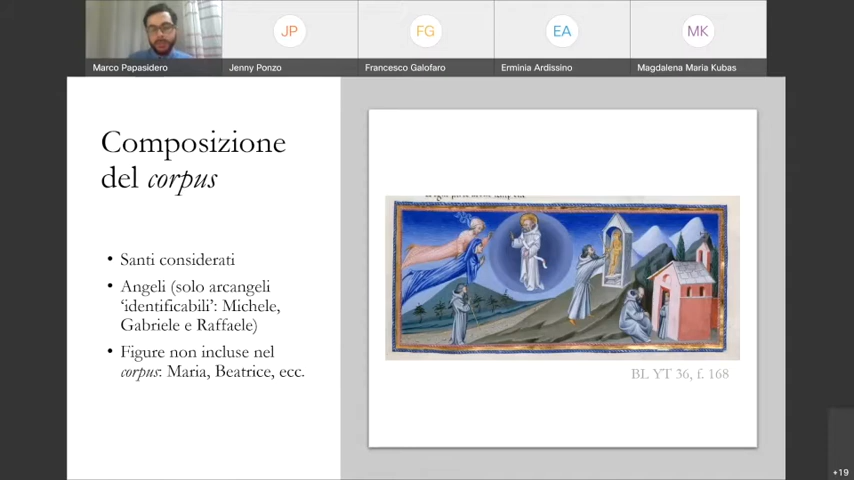 JP
FG
EA
MK
Marco Papasidero
Jenny Ponzo
Francesco Galofaro
Erminia Ardissino
Magdalena Maria Kubas
Composizione
del corpus
• Santi considerati
• Angeli (solo arcangeli
‘identificabili’: Michele,
Gabriele e Raffaele)
• Figure non incluse nel
corpus: Maria, Beatrice, ecc.
BL YT 36, f. 168
+19